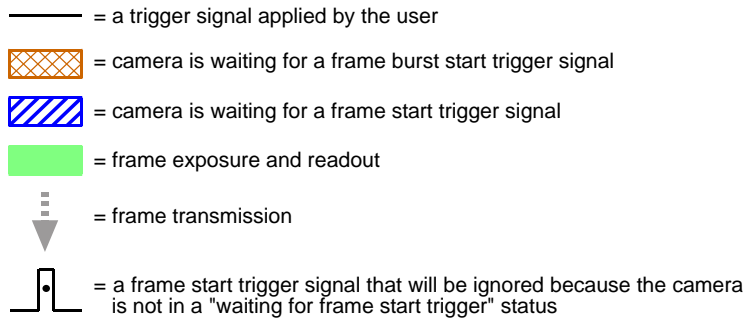 = a trigger signal applied by the user
= camera is waiting for a frame burst start trigger signal
= camera is waiting for a frame start trigger signal
= frame exposure and readout
= frame transmission
= a frame start trigger signal that will be ignored because the camera
is not in a "waiting for frame start trigger" status